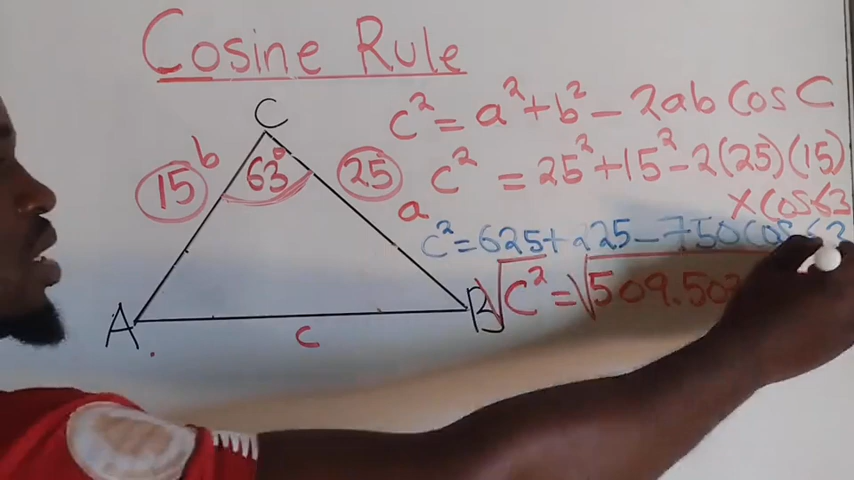 Cosine Rule
c² = a² + b² - 2ab Cos C
c² = 25² + 15² - 2(25)(15)
x Cos 63
c² = 625 + 225 - 750 Cos 63
√c² = √509.507
C
b
15
63°
25
a
A
B
c